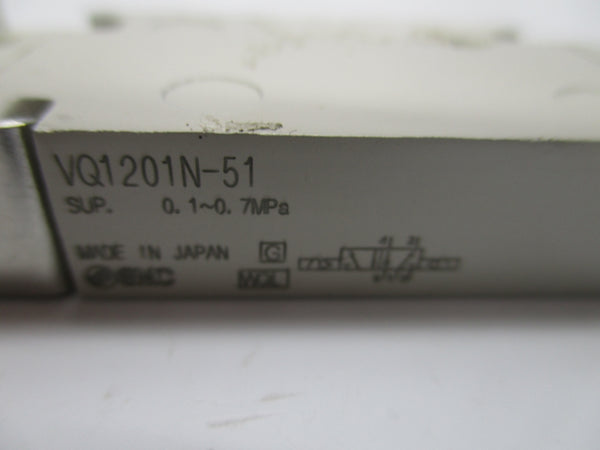 VQ1201N-51
SUP. 0.1~0.7MPa
MADE IN JAPAN G
SMC